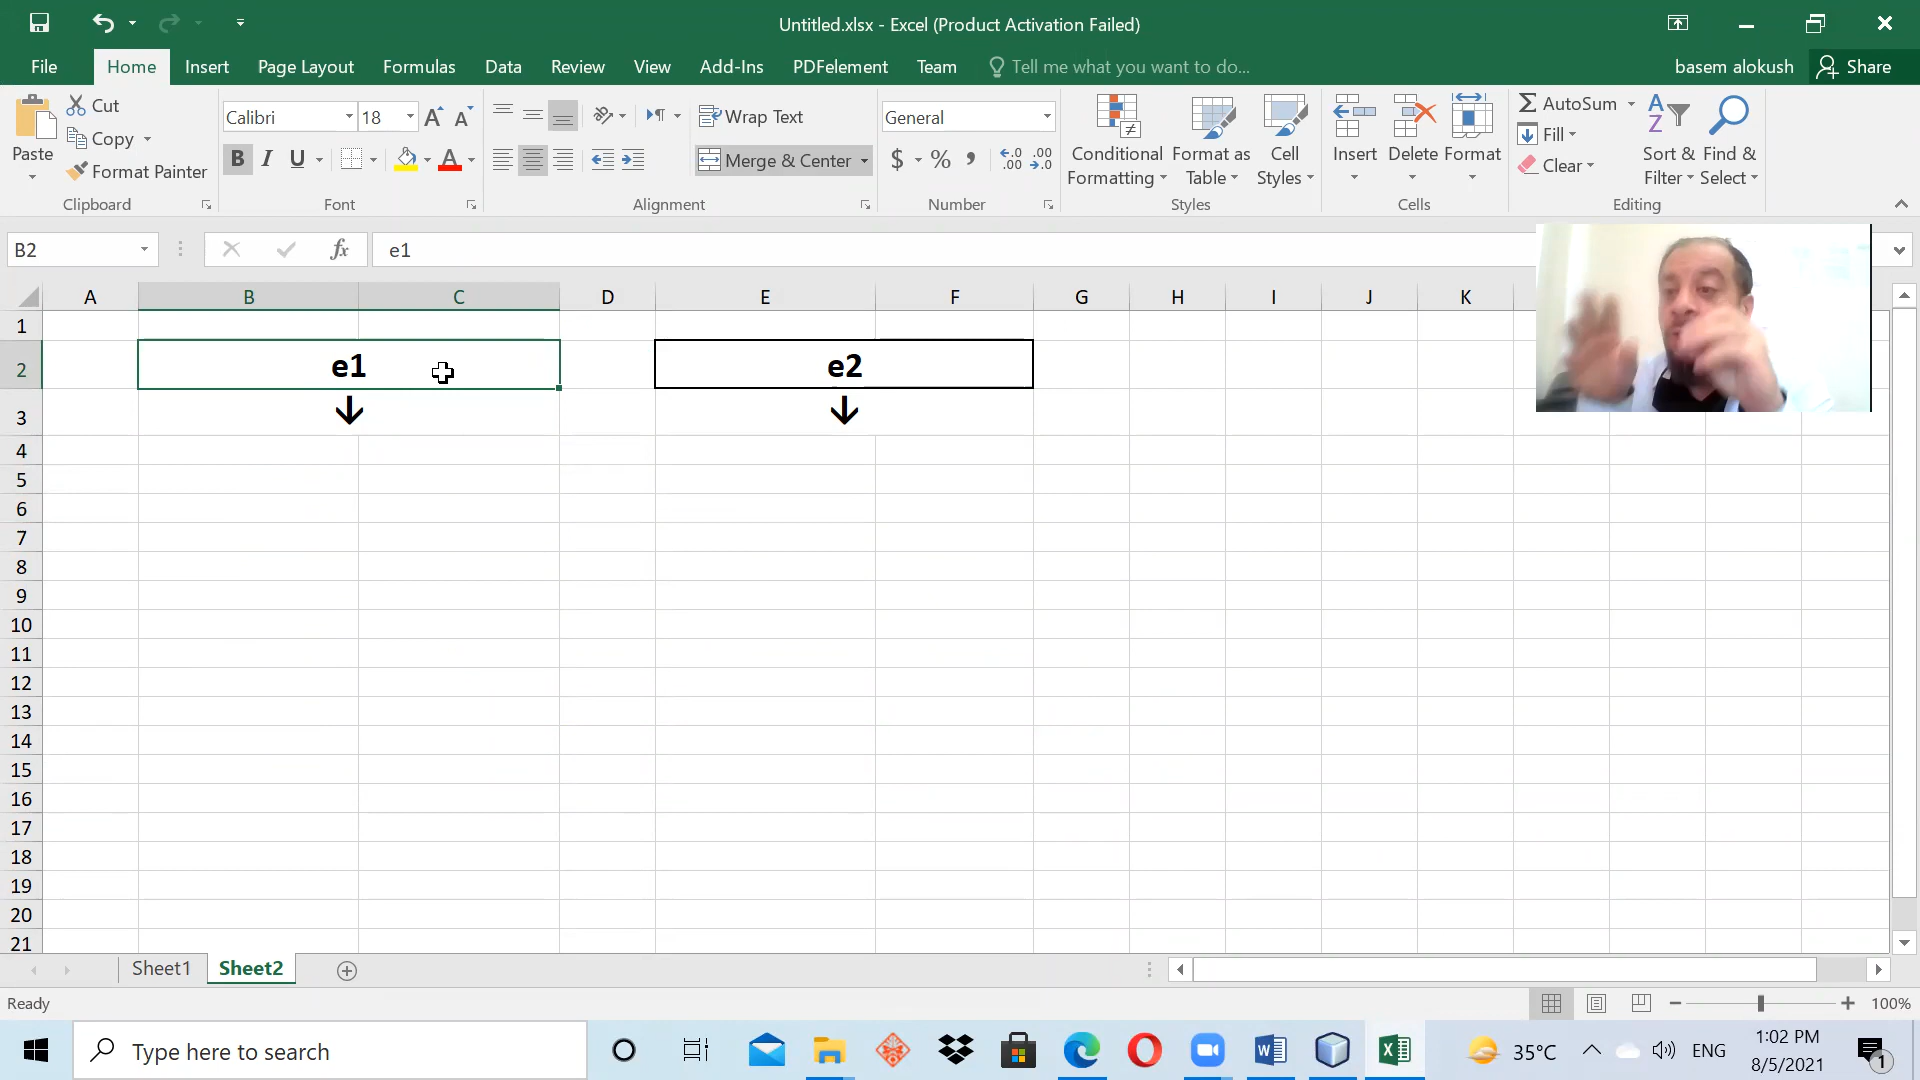 Untitled.xlsx - Excel (Product Activation Failed)
File Home Insert Page Layout Formulas Data Review View Add-Ins PDFelement Team Tell me what you want to do... basem alokush Share
Paste
Cut
Copy
Format Painter
Clipboard
Calibri 18
B I U
Font
Wrap Text
Merge & Center
Alignment
General
$ % ,
Number
Conditional Formatting
Format as Table
Cell Styles
Styles
Insert Delete Format
Cells
AutoSum
Fill
Clear
Sort & Filter
Find & Select
Editing
B2 fx e1
A B C D E F G H I J K
1
2 e1 e2
3 ↓ ↓
4
5
6
7
8
9
10
11
12
13
14
15
16
17
18
19
20
21
Sheet1 Sheet2
Ready 100%
Type here to search 35°C ENG 1:02 PM
8/5/2021 1